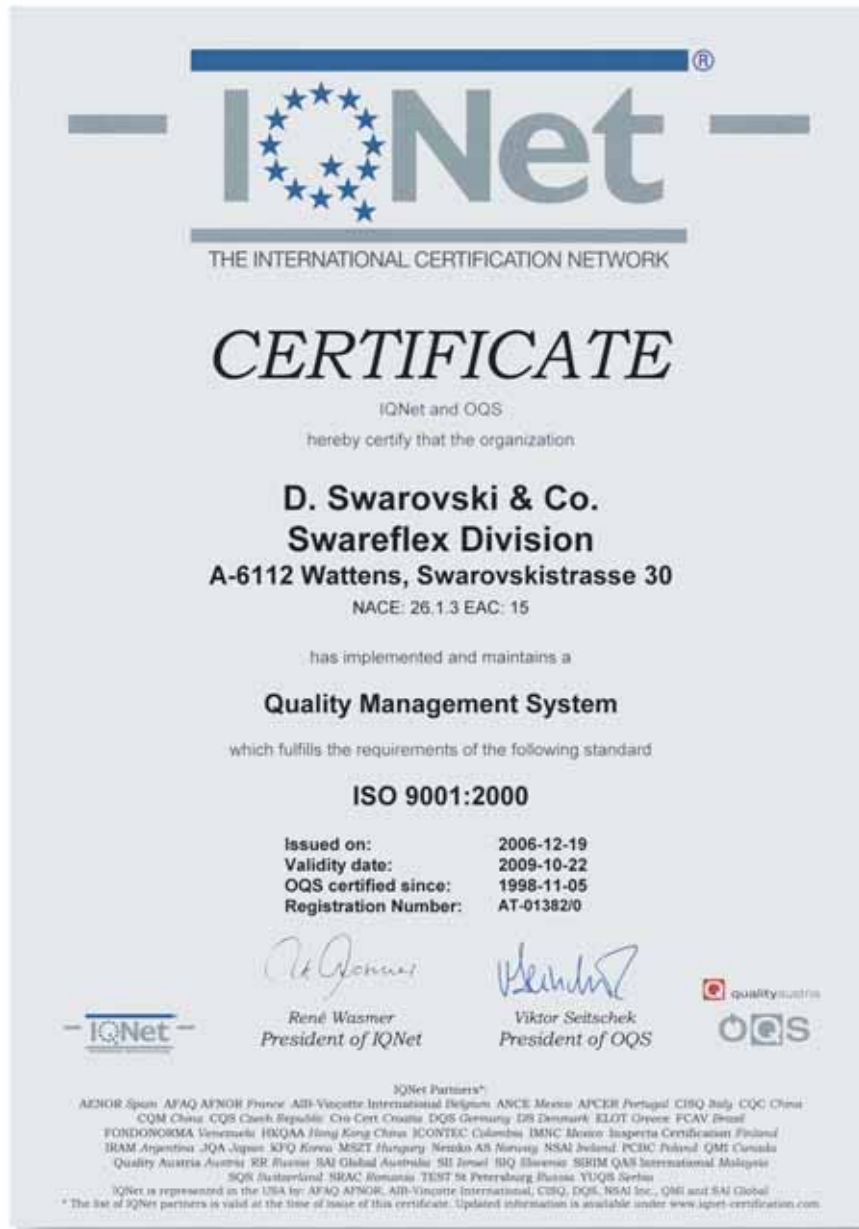 ®
IQNet
THE INTERNATIONAL CERTIFICATION NETWORK
CERTIFICATE
IQNet and OQS
hereby certify that the organization
D. Swarovski & Co.
Swareflex Division
A-6112 Wattens, Swarovskistrasse 30
NACE: 26.1.3 EAC: 15
has implemented and maintains a
Quality Management System
which fulfills the requirements of the following standard
ISO 9001:2000
Issued on: 2006-12-19
Validity date: 2009-10-22
OQS certified since: 1998-11-05
Registration Number: AT-01382/0
René Wasmer Viktor Seitschek
President of IQNet President of OQS
IQNet
qualityaustria
OQS
IQNet Partners*:
AENOR Spain AFAQ AFNOR France AIB-Vinçotte International Belgium ANCE Mexico APCER Portugal CISQ Italy CQC China
CQM China CQS Czech Republic Cro Cert Croatia DQS Germany DS Denmark ELOT Greece FCAV Brazil
FONDONORMA Venezuela HKQAA Hong Kong China ICONTEC Colombia IMNC Mexico Inspecta Certification Finland
IRAM Argentina JQA Japan KFQ Korea MSZT Hungary Nemko AS Norway NSAI Ireland PCBC Poland QMI Canada
Quality Austria Austria RR Russia SAI Global Australia SII Israel SIQ Slovenia SIRIM QAS International Malaysia
SQS Switzerland SRAC Romania TEST St Petersburg Russia YUQS Serbia
IQNet is represented in the USA by: AFAQ AFNOR, AIB-Vinçotte International, CISQ, DQS, NSAI Inc., QMI and SAI Global
* The list of IQNet partners is valid at the time of issue of this certificate. Updated information is available under www.iqnet-certification.com